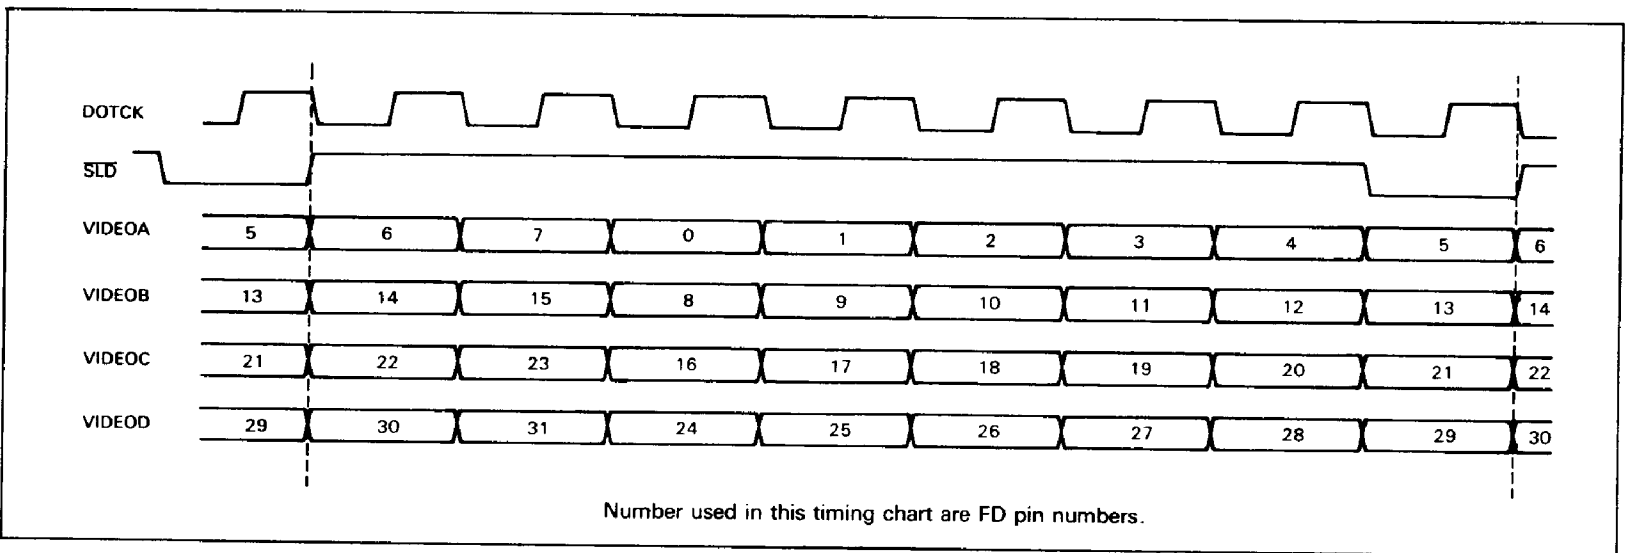 DOTCK
SLD
VIDEOA 5 6 7 0 1 2 3 4 5 6
VIDEOB 13 14 15 8 9 10 11 12 13 14
VIDEOC 21 22 23 16 17 18 19 20 21 22
VIDEOD 29 30 31 24 25 26 27 28 29 30
Number used in this timing chart are FD pin numbers.